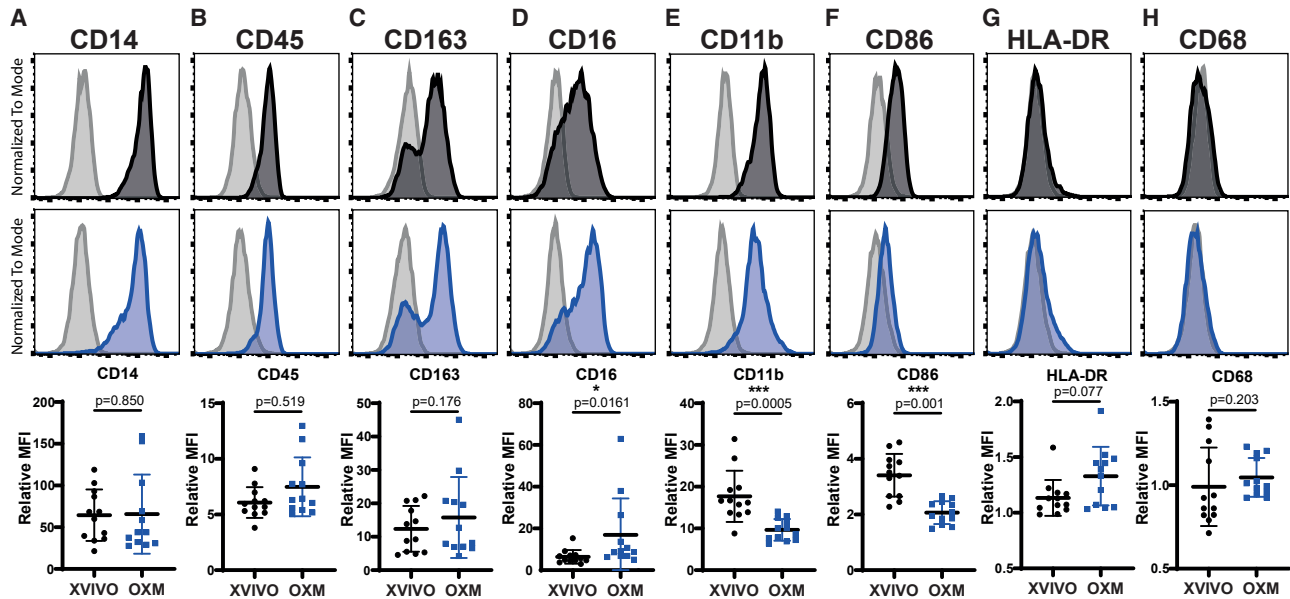 A B C D E F G H
CD14 CD45 CD163 CD16 CD11b CD86 HLA-DR CD68
Normalized To Mode
Normalized To Mode
CD14 CD45 CD163 CD16 CD11b CD86 HLA-DR CD68
* *** ***
p=0.850 p=0.519 p=0.176 p=0.0161 p=0.0005 p=0.001 p=0.077 p=0.203
Relative MFI
200
150
100
50
0
XVIVO OXM
Relative MFI
15
10
5
0
XVIVO OXM
Relative MFI
50
40
30
20
10
0
XVIVO OXM
Relative MFI
80
60
40
20
0
XVIVO OXM
Relative MFI
40
30
20
10
0
XVIVO OXM
Relative MFI
6
4
2
0
XVIVO OXM
Relative MFI
2.0
1.5
1.0
0.5
XVIVO OXM
Relative MFI
1.5
1.0
1.5
XVIVO OXM